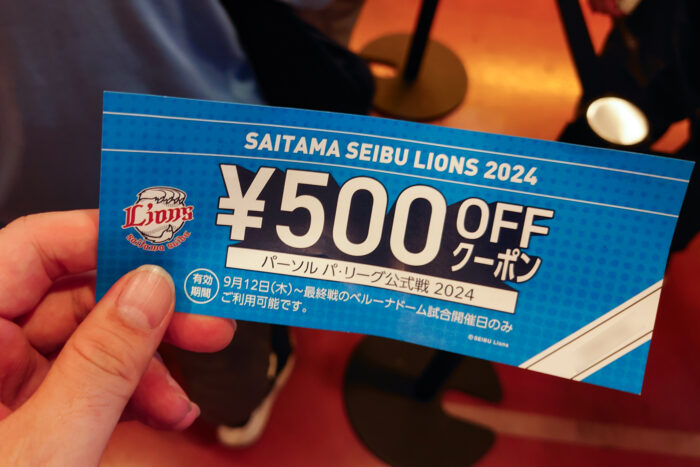 SAITAMA SEIBU LIONS 2024
Lions
SAITAMA SEIBU
¥500 OFF
クーポン
パーソル パ・リーグ公式戦 2024
有効
期間
9月12日(木)～最終戦のベルーナドーム試合開催日のみ
ご利用可能です。
©SEIBU Lions